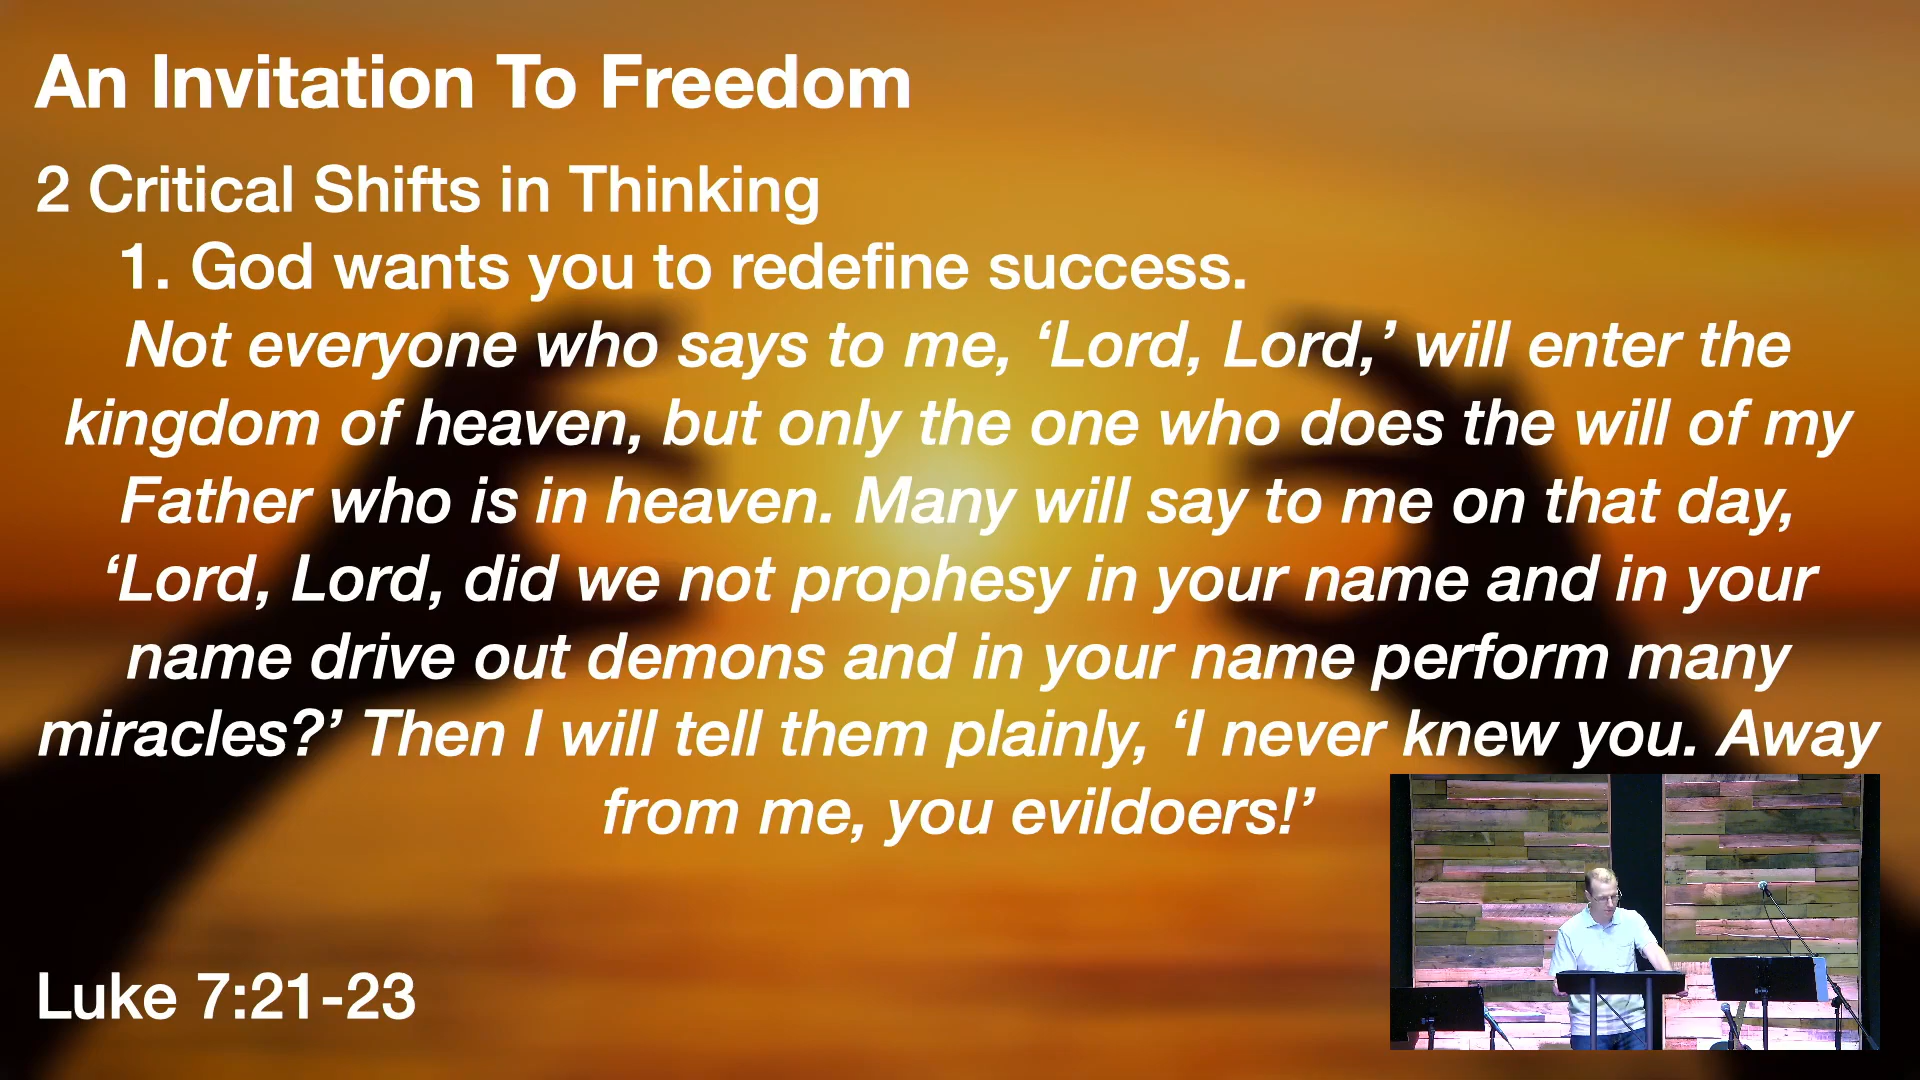 An Invitation To Freedom
2 Critical Shifts in Thinking
1. God wants you to redefine success.
Not everyone who says to me, ‘Lord, Lord,’ will enter the
kingdom of heaven, but only the one who does the will of my
Father who is in heaven. Many will say to me on that day,
‘Lord, Lord, did we not prophesy in your name and in your
name drive out demons and in your name perform many
miracles?’ Then I will tell them plainly, ‘I never knew you. Away
from me, you evildoers!’
Luke 7:21-23